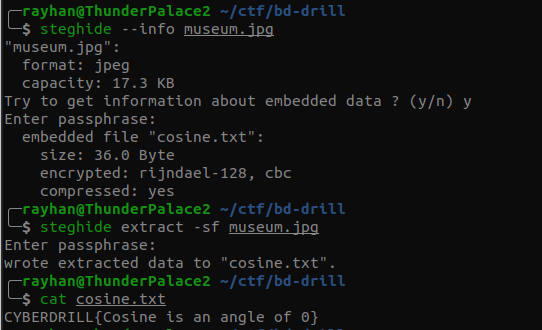 rayhan@ThunderPalace2 ~/ctf/bd-drill
$ steghide --info museum.jpg
"museum.jpg":
format: jpeg
capacity: 17.3 KB
Try to get information about embedded data ? (y/n) y
Enter passphrase:
embedded file "cosine.txt":
size: 36.0 Byte
encrypted: rijndael-128, cbc
compressed: yes
rayhan@ThunderPalace2 ~/ctf/bd-drill
$ steghide extract -sf museum.jpg
Enter passphrase:
wrote extracted data to "cosine.txt".
rayhan@ThunderPalace2 ~/ctf/bd-drill
$ cat cosine.txt
CYBERDRILL{Cosine is an angle of 0}